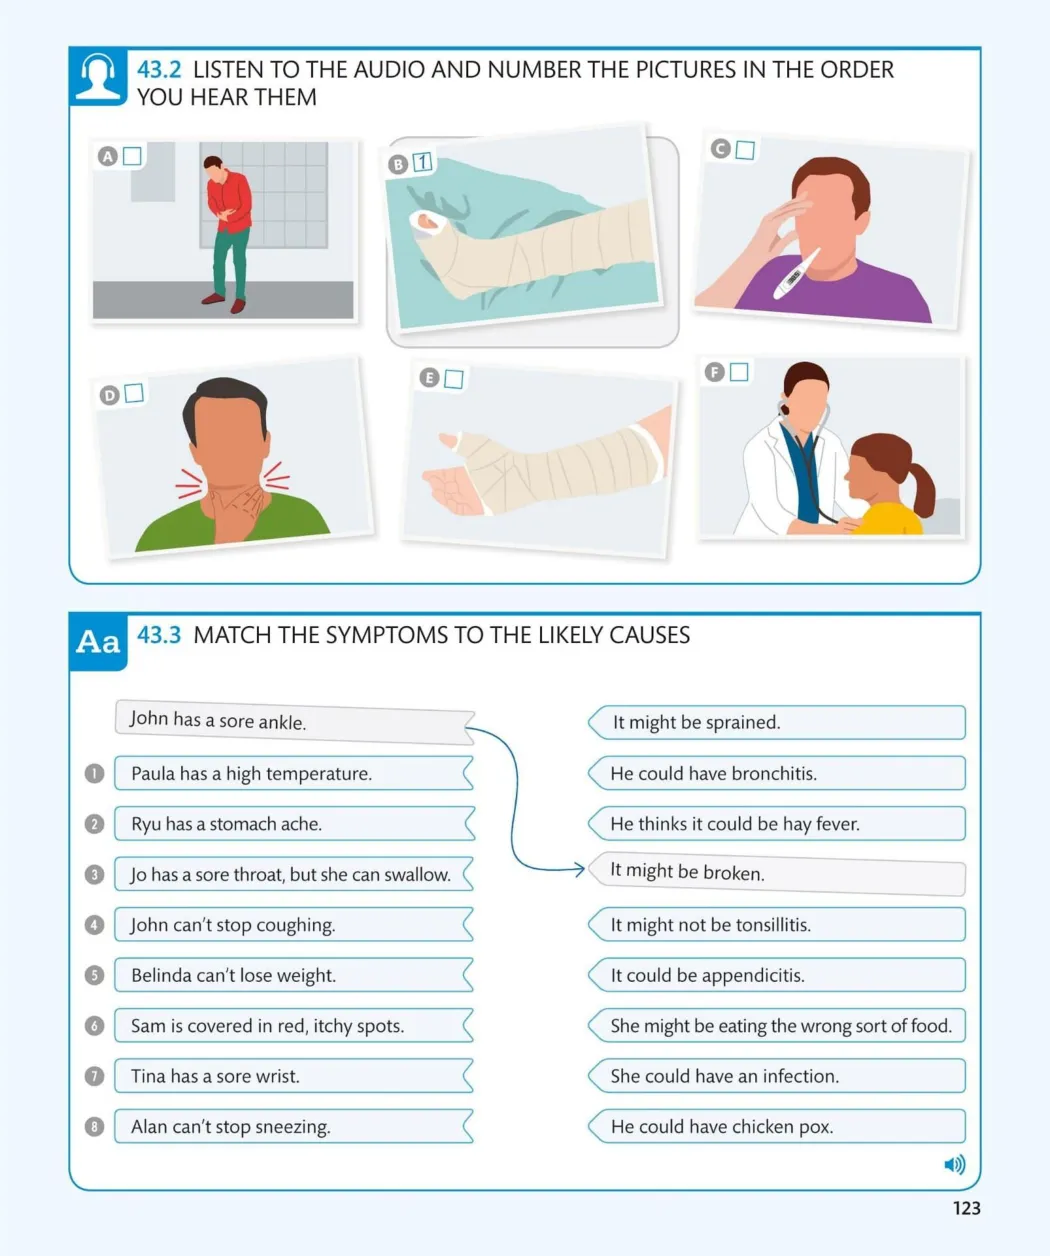 43.2 LISTEN TO THE AUDIO AND NUMBER THE PICTURES IN THE ORDER
YOU HEAR THEM
A
B 1
C
D
E
F
Aa
43.3 MATCH THE SYMPTOMS TO THE LIKELY CAUSES
John has a sore ankle.
It might be sprained.
1 Paula has a high temperature.
He could have bronchitis.
2 Ryu has a stomach ache.
He thinks it could be hay fever.
3 Jo has a sore throat, but she can swallow.
It might be broken.
4 John can't stop coughing.
It might not be tonsillitis.
5 Belinda can't lose weight.
It could be appendicitis.
6 Sam is covered in red, itchy spots.
She might be eating the wrong sort of food.
7 Tina has a sore wrist.
She could have an infection.
8 Alan can't stop sneezing.
He could have chicken pox.
123